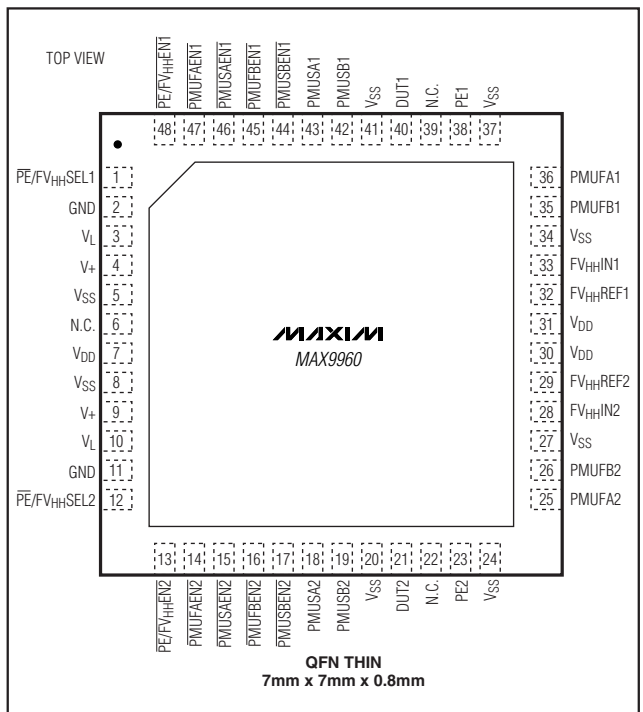 TOP VIEW
PE/FVHHEN1
PMUFAEN1
PMUSAEN1
PMUFBEN1
PMUSBEN1
PMUSA1
PMUSB1
VSS
DUT1
N.C.
PE1
VSS
48 47 46 45 44 43 42 41 40 39 38 37
PE/FVHHSEL1 1
GND 2
VL 3
V+ 4
VSS 5
N.C. 6
VDD 7
VSS 8
V+ 9
VL 10
GND 11
PE/FVHHSEL2 12
MAXIM
MAX9960
36 PMUFA1
35 PMUFB1
34 VSS
33 FVHHIN1
32 FVHHREF1
31 VDD
30 VDD
29 FVHHREF2
28 FVHHIN2
27 VSS
26 PMUFB2
25 PMUFA2
13 14 15 16 17 18 19 20 21 22 23 24
PE/FVHHEN2
PMUFAEN2
PMUSAEN2
PMUFBEN2
PMUSBEN2
PMUSA2
PMUSB2
VSS
DUT2
N.C.
PE2
VSS
QFN THIN
7mm x 7mm x 0.8mm